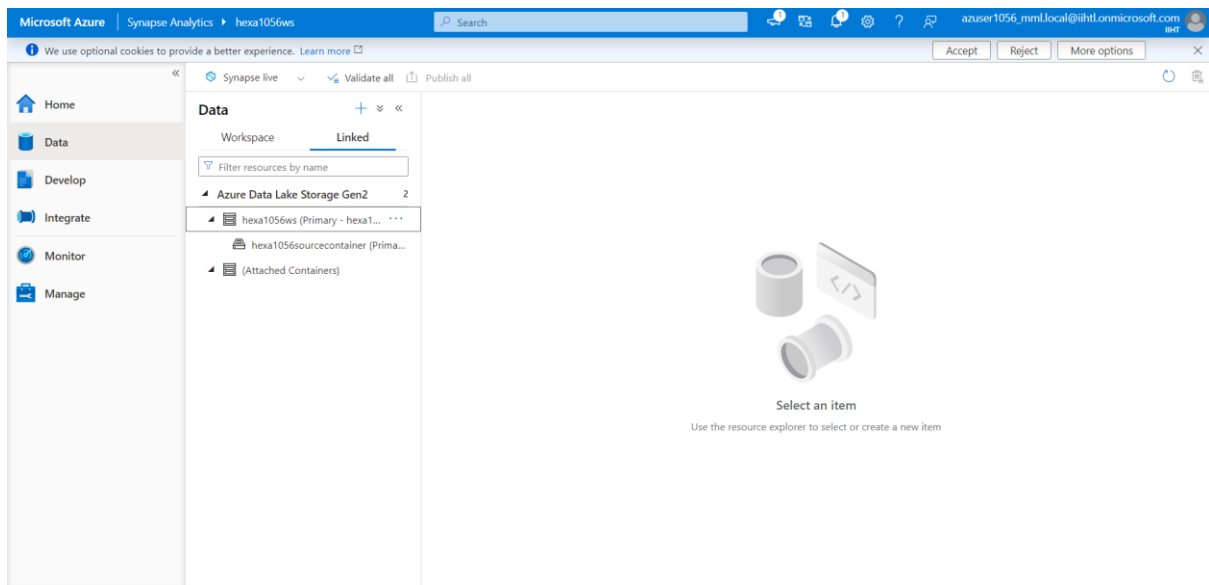 Microsoft Azure Synapse Analytics hexa1056ws Search 1 1 azuser1056_mml.local@iihtl.onmicrosoft.com
IIHT
We use optional cookies to provide a better experience. Learn more Accept Reject More options
Synapse live Validate all Publish all
Home
Data
Develop
Integrate
Monitor
Manage
Data
Workspace Linked
Filter resources by name
Azure Data Lake Storage Gen2 2
hexa1056ws (Primary - hexa1... ...
hexa1056sourcecontainer (Prima...
(Attached Containers)
Select an item
Use the resource explorer to select or create a new item